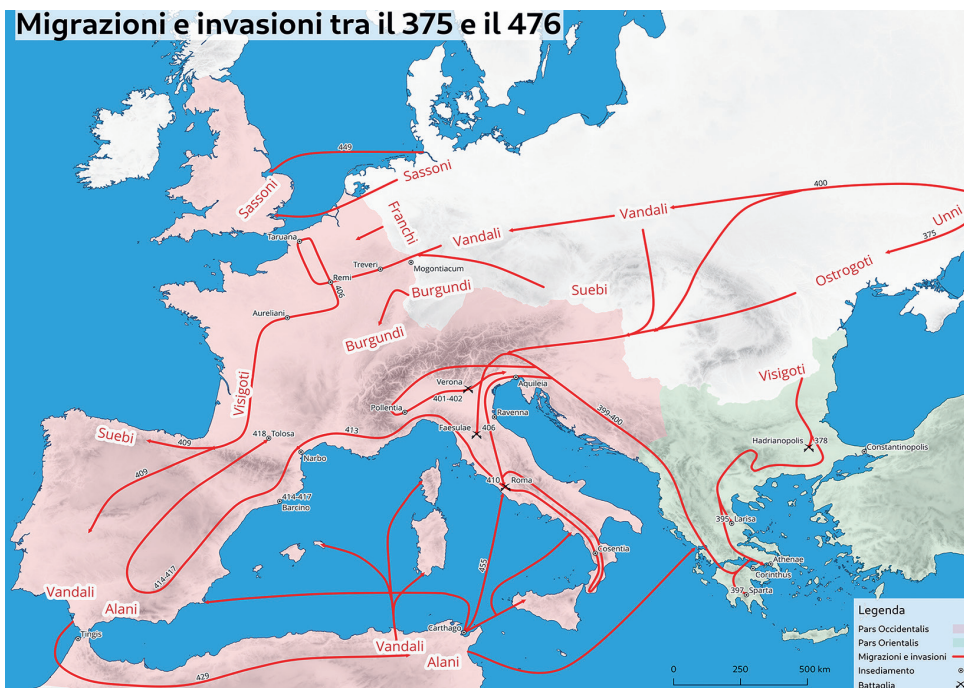 Migrazioni e invasioni tra il 375 e il 476
449
Sassoni
Sassoni
Franchi
400
Vandali
Unni
375
Vandali
Taruana
Treveri
Mogontiacum
Remi
406
Ostrogoti
Burgundi
Suebi
Aureliani
Burgundi
Visigoti
Verona
401-402
Aquileia
Visigoti
Pollentia
Ravenna
399-400
Suebi
409
418
Tolosa
413
Faesulae
406
Hadrianopolis
378
Constantinopolis
Narbo
409
414-417
Barcino
410
Roma
395
Larisa
Cosentia
Athenae
Corinthus
414-417
455
397
Sparta
Vandali
Alani
Tingis
Carthago
Vandali
Alani
429
Legenda
Pars Occidentalis
Pars Orientalis
Migrazioni e invasioni
Insediamento
Battaglia
0
250
500 km